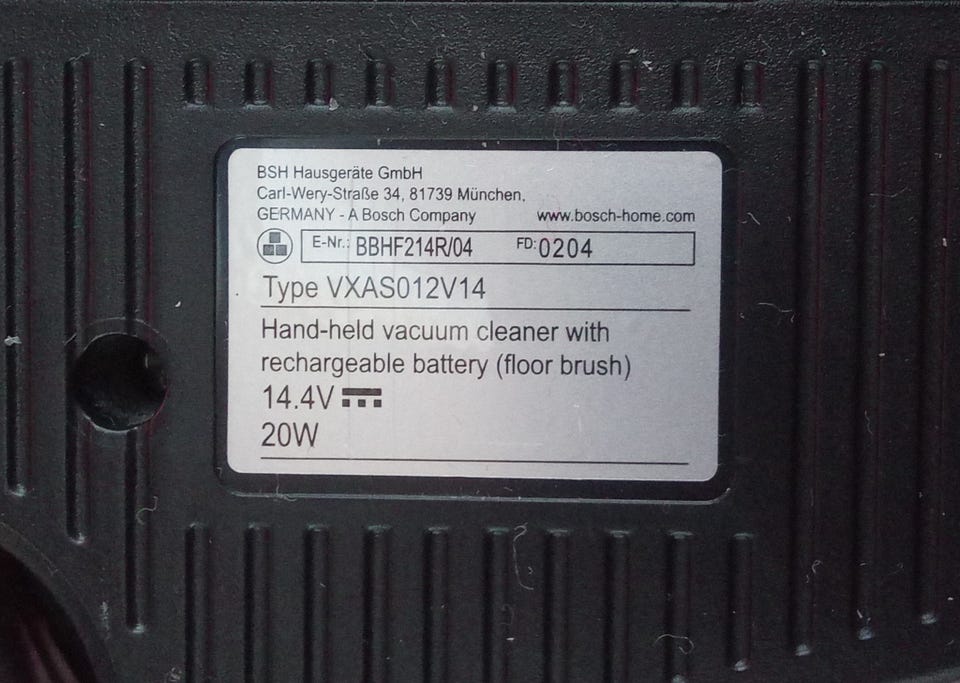 BSH Hausgeräte GmbH
Carl-Wery-Straße 34, 81739 München,
GERMANY - A Bosch Company www.bosch-home.com
E-Nr.: BBHF214R/04 FD: 0204
Type VXAS012V14
Hand-held vacuum cleaner with
rechargeable battery (floor brush)
14.4V
20W